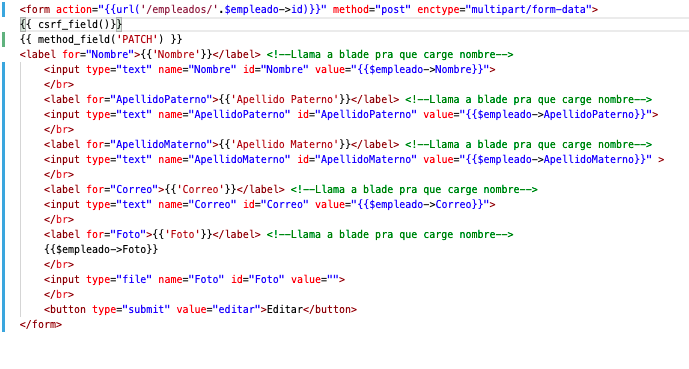 <form action="{{url('/empleados/'.$empleado->id)}}" method="post" enctype="multipart/form-data">
{{ csrf_field()}}
{{ method_field('PATCH') }}
<label for="Nombre">{{'Nombre'}}</label> <!--Llama a blade pra que carge nombre-->
<input type="text" name="Nombre" id="Nombre" value="{{$empleado->Nombre}}">
</br>
<label for="ApellidoPaterno">{{'Apellido Paterno'}}</label> <!--Llama a blade pra que carge nombre-->
<input type="text" name="ApellidoPaterno" id="ApellidoPaterno" value="{{$empleado->ApellidoPaterno}}">
</br>
<label for="ApellidoMaterno">{{'Apellido Materno'}}</label> <!--Llama a blade pra que carge nombre-->
<input type="text" name="ApellidoMaterno" id="ApellidoMaterno" value="{{$empleado->ApellidoMaterno}}" >
</br>
<label for="Correo">{{'Correo'}}</label> <!--Llama a blade pra que carge nombre-->
<input type="text" name="Correo" id="Correo" value="{{$empleado->Correo}}">
</br>
<label for="Foto">{{'Foto'}}</label> <!--Llama a blade pra que carge nombre-->
{{$empleado->Foto}}
</br>
<input type="file" name="Foto" id="Foto" value="">
</br>
<button type="submit" value="editar">Editar</button>
</form>